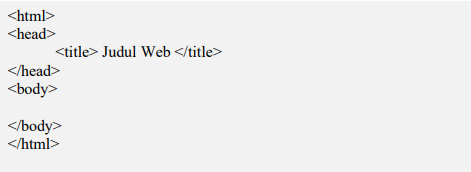 <html>
<head>
<title> Judul Web </title>
</head>
<body>
</body>
</html>